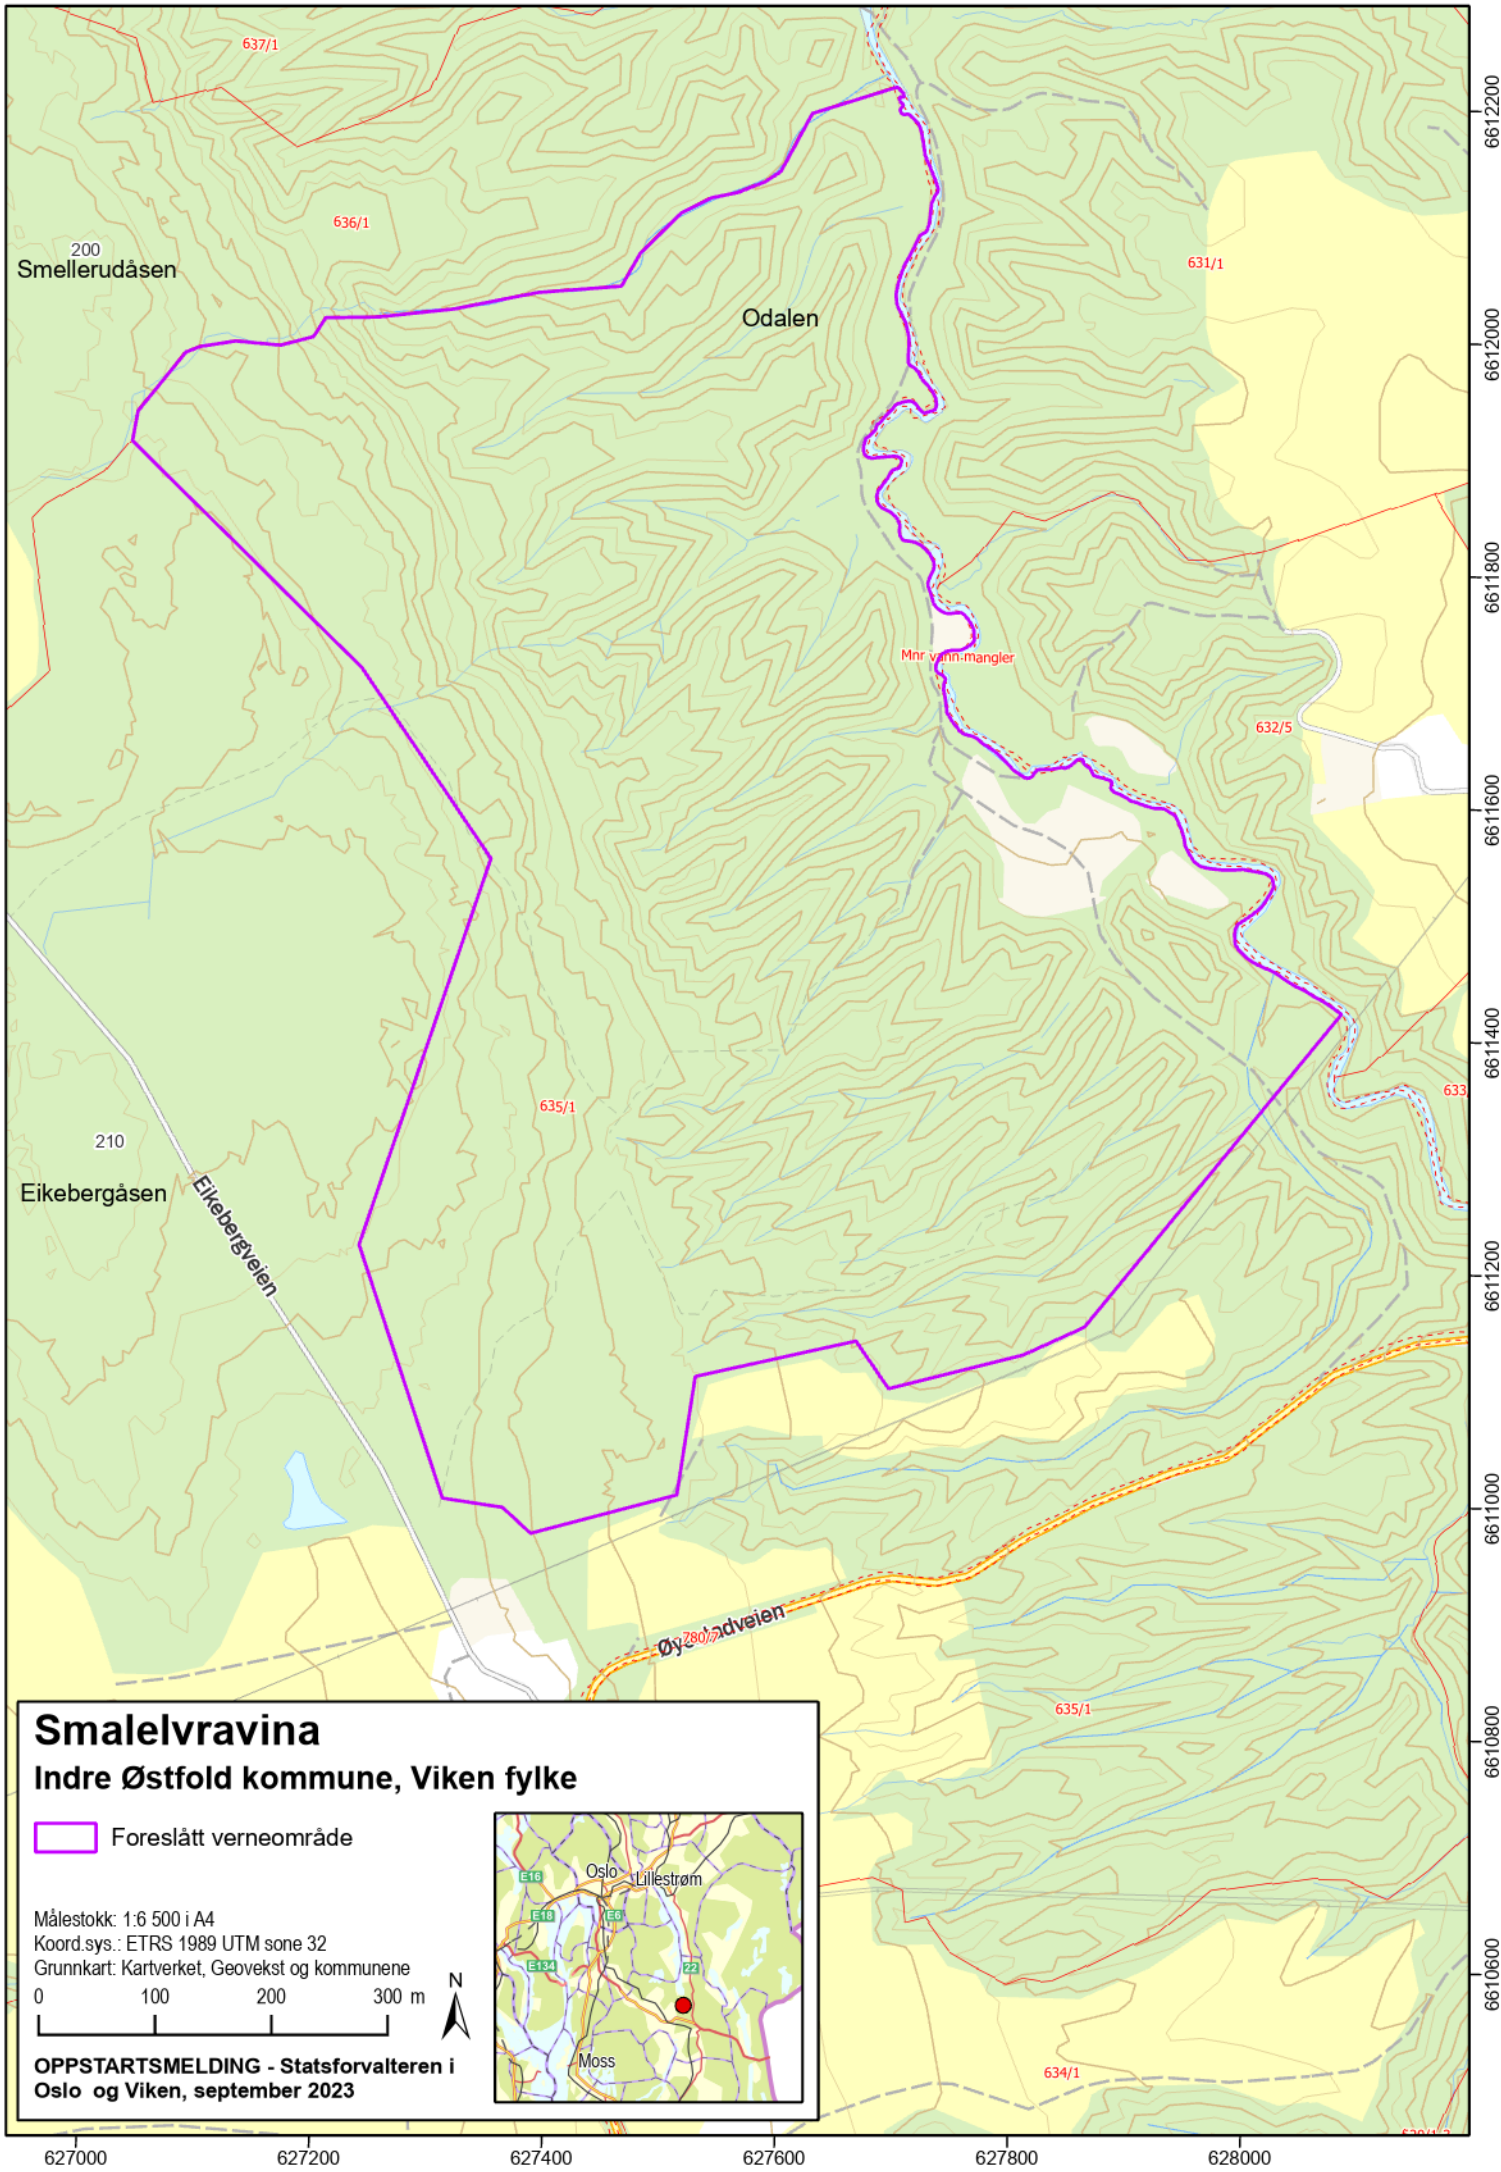 637/1
636/1
200
Smellerudåsen
631/1
Odalen
Mnr vann mangler
632/5
633
635/1
210
Eikebergåsen
Eikebergveien
780/7
635/1
634/1
6612200
6612000
6611800
6611600
6611400
6611200
6611000
6610800
6610600
Smalelvravina
Indre Østfold kommune, Viken fylke
Foreslått verneområde
Målestokk: 1:6 500 i A4
Koord.sys.: ETRS 1989 UTM sone 32
Grunnkart: Kartverket, Geovekst og kommunene
0 100 200 300 m
N
OPPSTARTSMELDING - Statsforvalteren i
Oslo og Viken, september 2023
E16
Oslo
Lillestrøm
E18
E6
E134
22
Moss
627000 627200 627400 627600 627800 628000